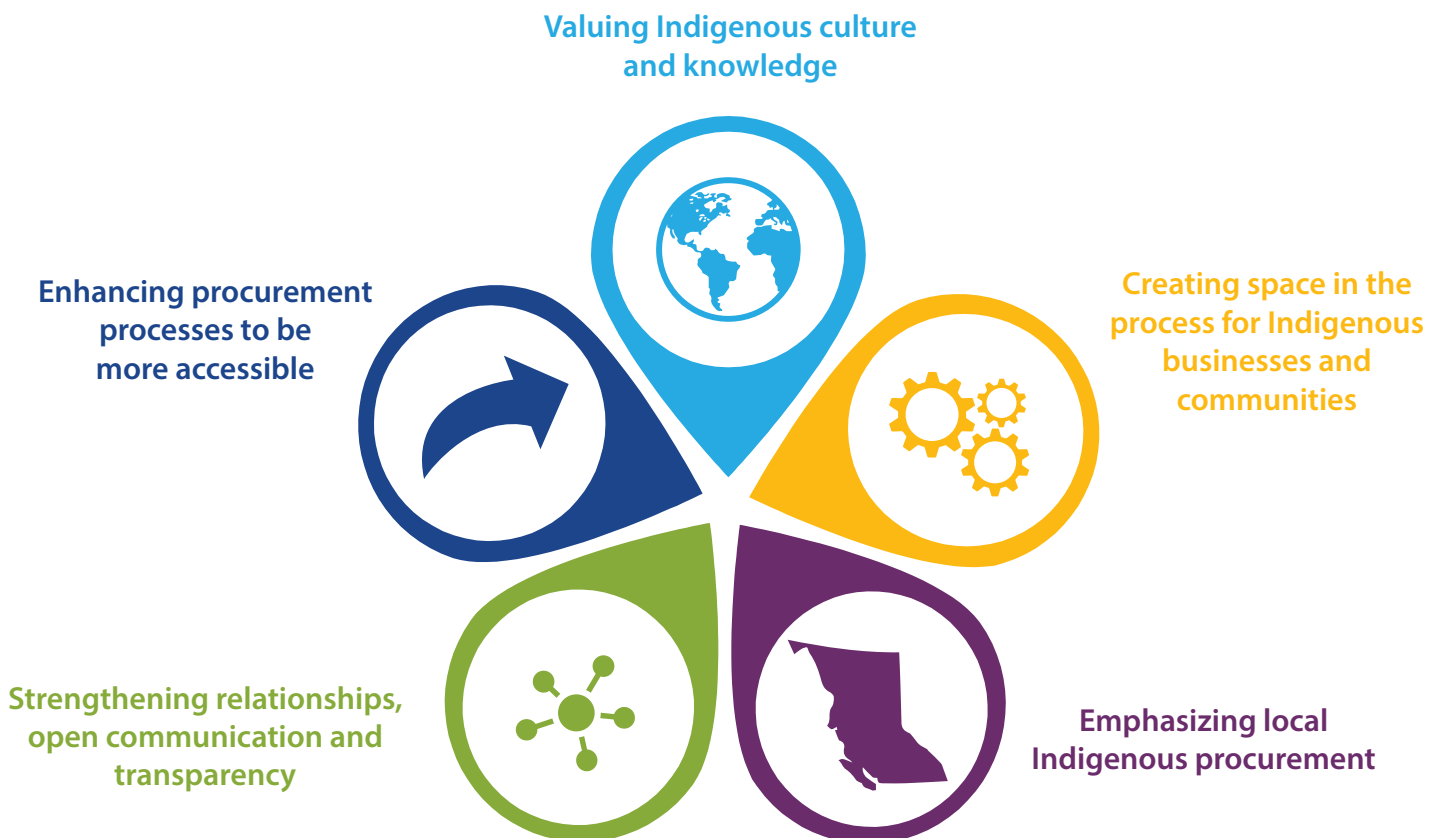 Valuing Indigenous culture
and knowledge
Enhancing procurement
processes to be
more accessible
Creating space in the
process for Indigenous
businesses and
communities
Strengthening relationships,
open communication and
transparency
Emphasizing local
Indigenous procurement